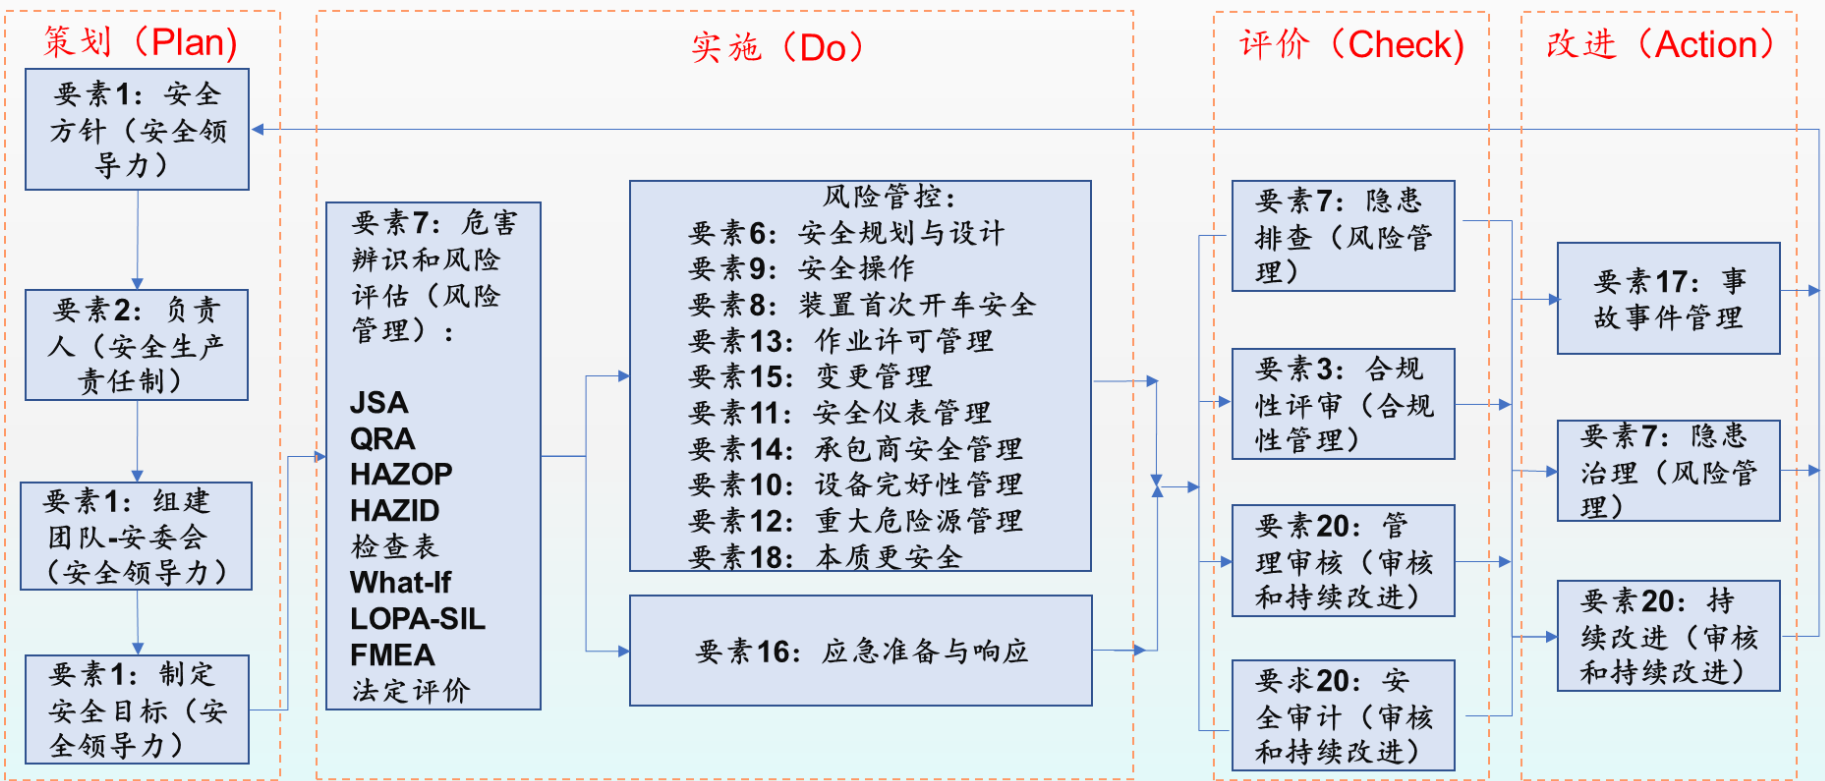 策划（Plan)
要素1：安全
方针（安全领
导力）
要素2：负责
人（安全生产
责任制）
要素1：组建
团队-安委会
（安全领导力）
要素1：制定
安全目标（安
全领导力）
实施（Do）
要素7：危害
辨识和风险
评估（风险
管理）：
JSA
QRA
HAZOP
HAZID
检查表
What-If
LOPA-SIL
FMEA
法定评价
风险管控：
要素6：安全规划与设计
要素9：安全操作
要素8：装置首次开车安全
要素13：作业许可管理
要素15：变更管理
要素11：安全仪表管理
要素14：承包商安全管理
要素10：设备完好性管理
要素12：重大危险源管理
要素18：本质更安全
要素16：应急准备与响应
评价（Check)
要素7：隐患
排查（风险管
理）
要素3：合规
性评审（合规
性管理）
要素20：管
理审核（审核
和持续改进）
要求20：安
全审计（审核
和持续改进）
改进（Action）
要素17：事
故事件管理
要素7：隐患
治理（风险管
理）
要素20：持
续改进（审核
和持续改进）